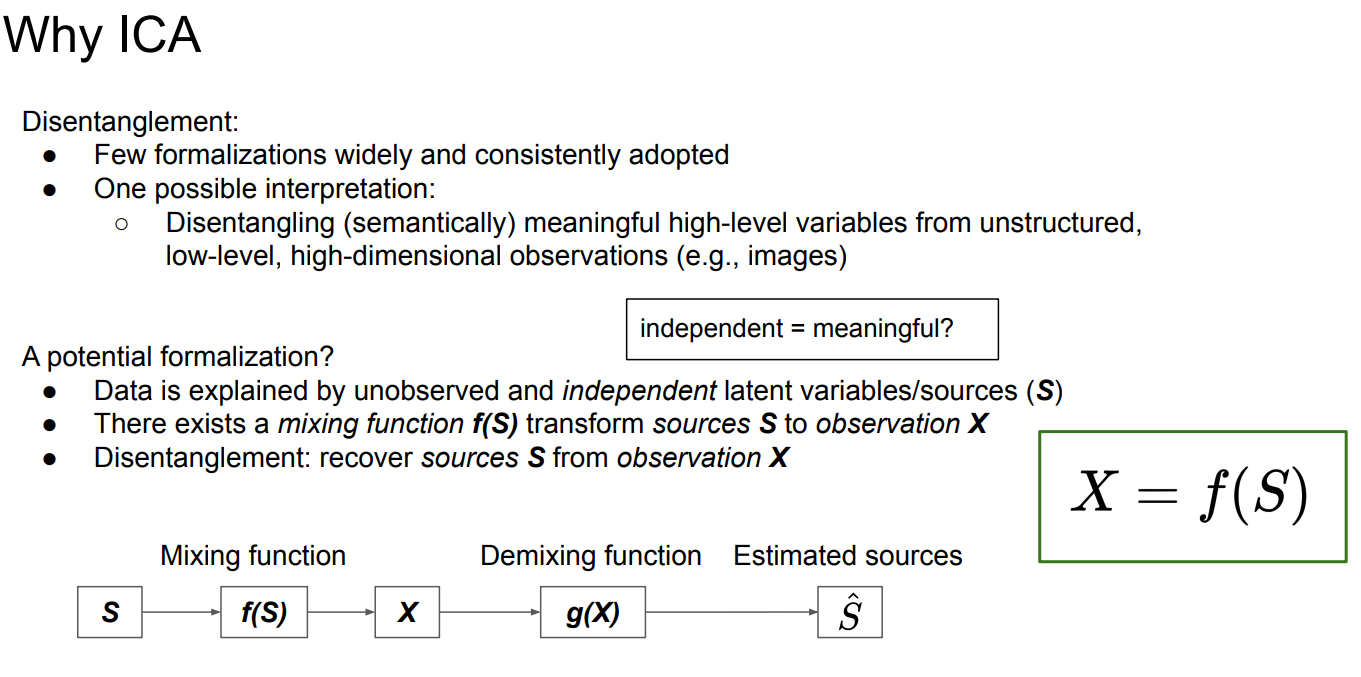 Why ICA
Disentanglement:
● Few formalizations widely and consistently adopted
● One possible interpretation:
○ Disentangling (semantically) meaningful high-level variables from unstructured,
low-level, high-dimensional observations (e.g., images)
independent = meaningful?
A potential formalization?
● Data is explained by unobserved and independent latent variables/sources (S)
● There exists a mixing function f(S) transform sources S to observation X
● Disentanglement: recover sources S from observation X
X = f(S)
Mixing function Demixing function Estimated sources
S f(S) X g(X) Ŝ